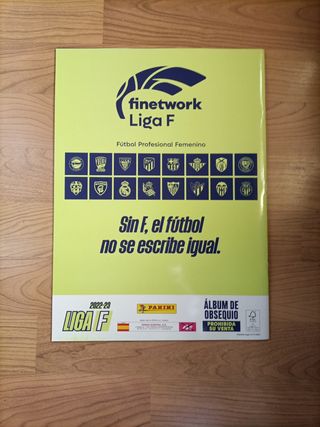 finetwork
Liga F
Fútbol Profesional Femenino
Sin F, el fútbol
no se escribe igual.
2022-23
LIGA F
PANINI
ÁLBUM DE
OBSEQUIO
PROHIBIDA
SU VENTA
FSC